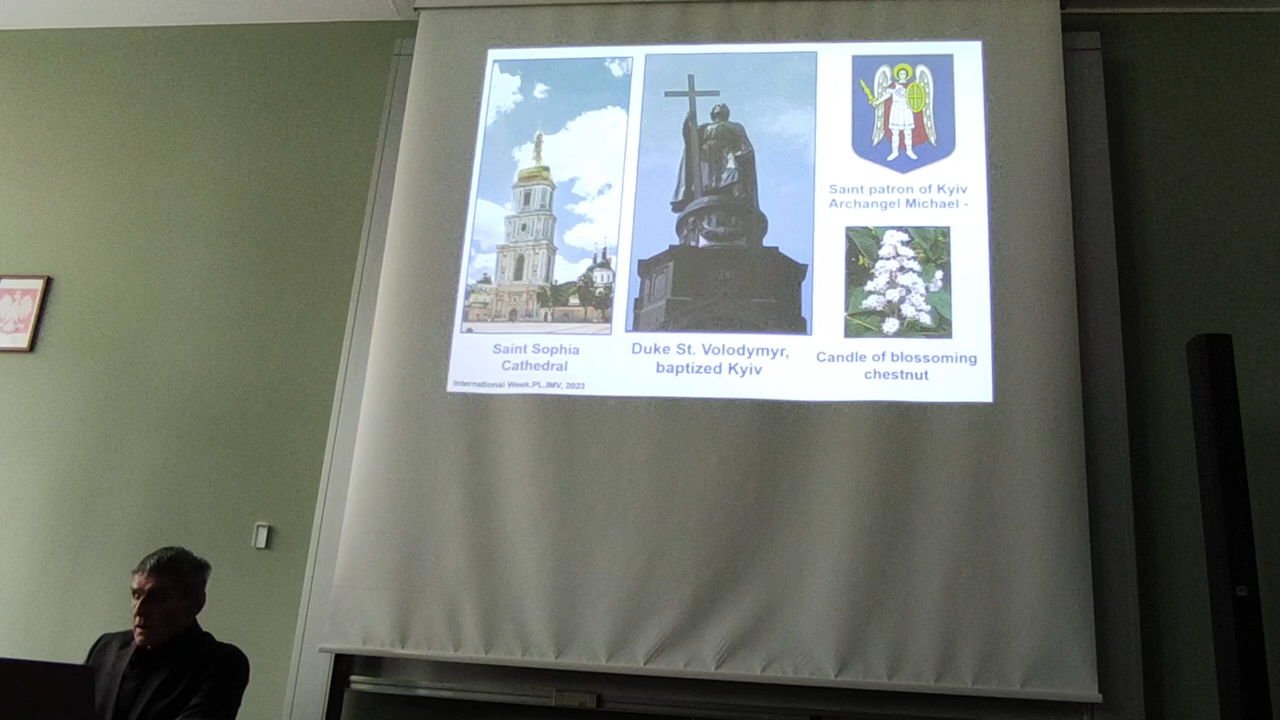 Saint patron of Kyiv
Archangel Michael -
Saint Sophia
Cathedral
Duke St. Volodymyr,
baptized Kyiv
Candle of blossoming
chestnut
International Week.PL.IMV, 2023